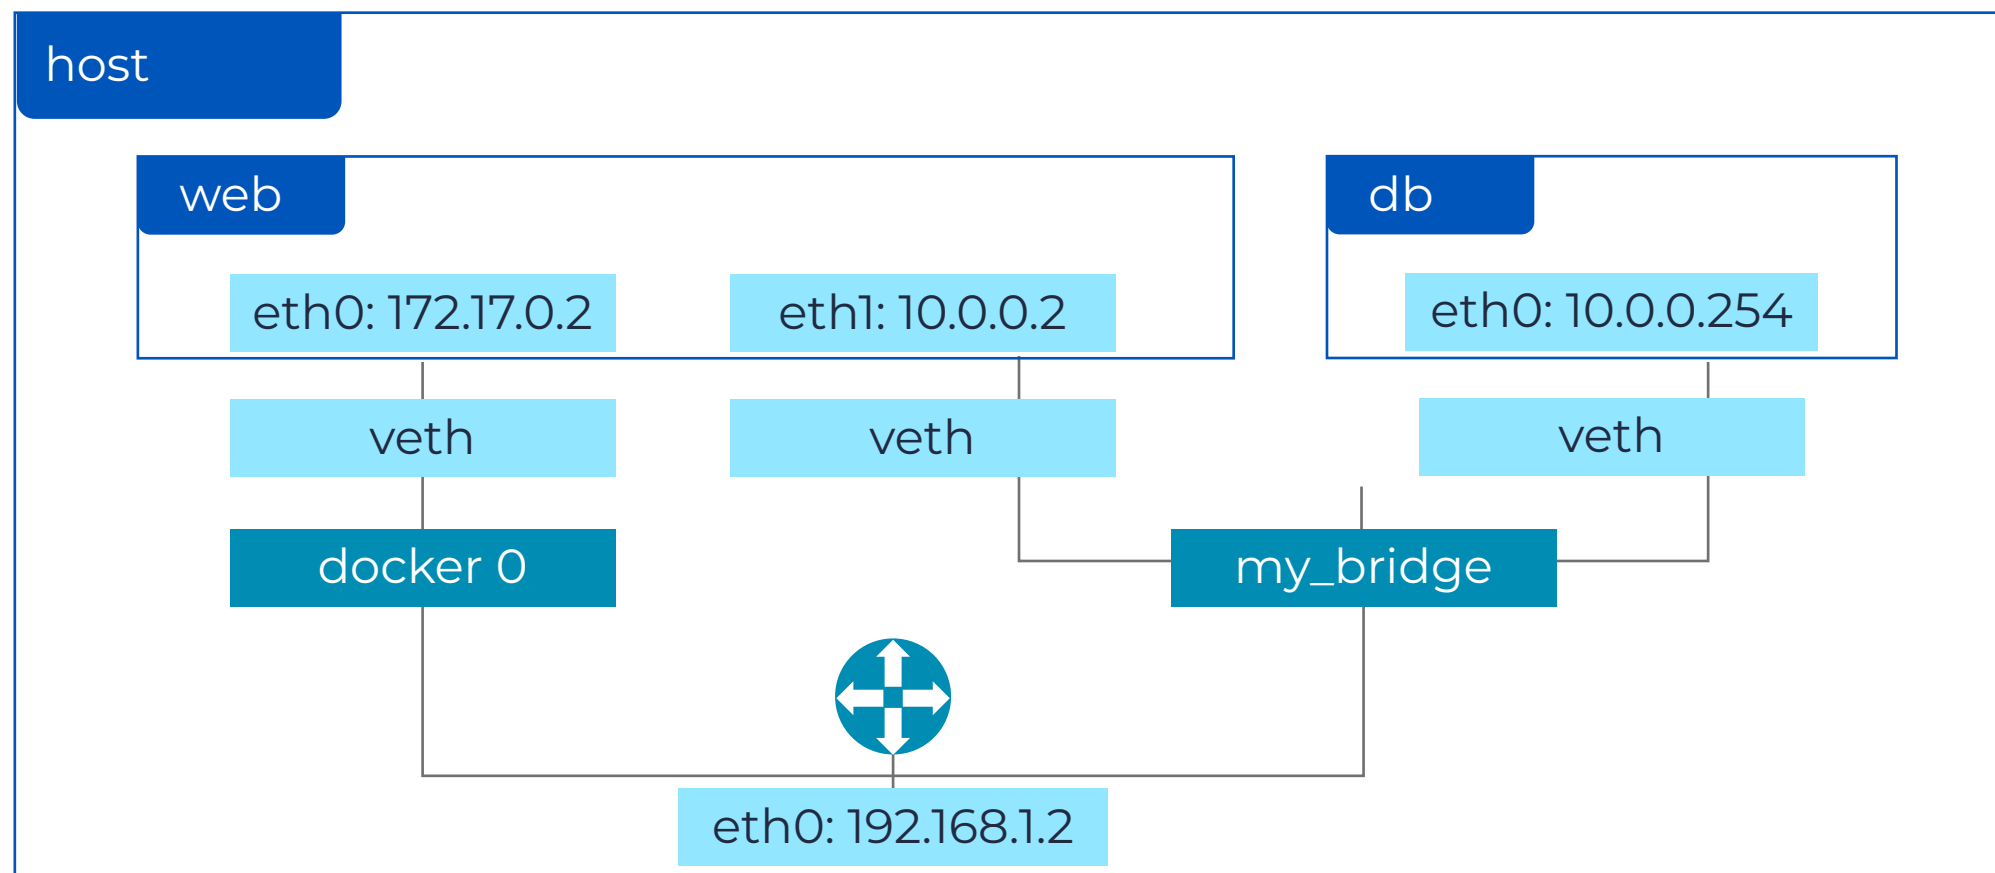 host
web
db
eth0: 172.17.0.2
eth1: 10.0.0.2
eth0: 10.0.0.254
veth
veth
veth
docker 0
my_bridge
eth0: 192.168.1.2